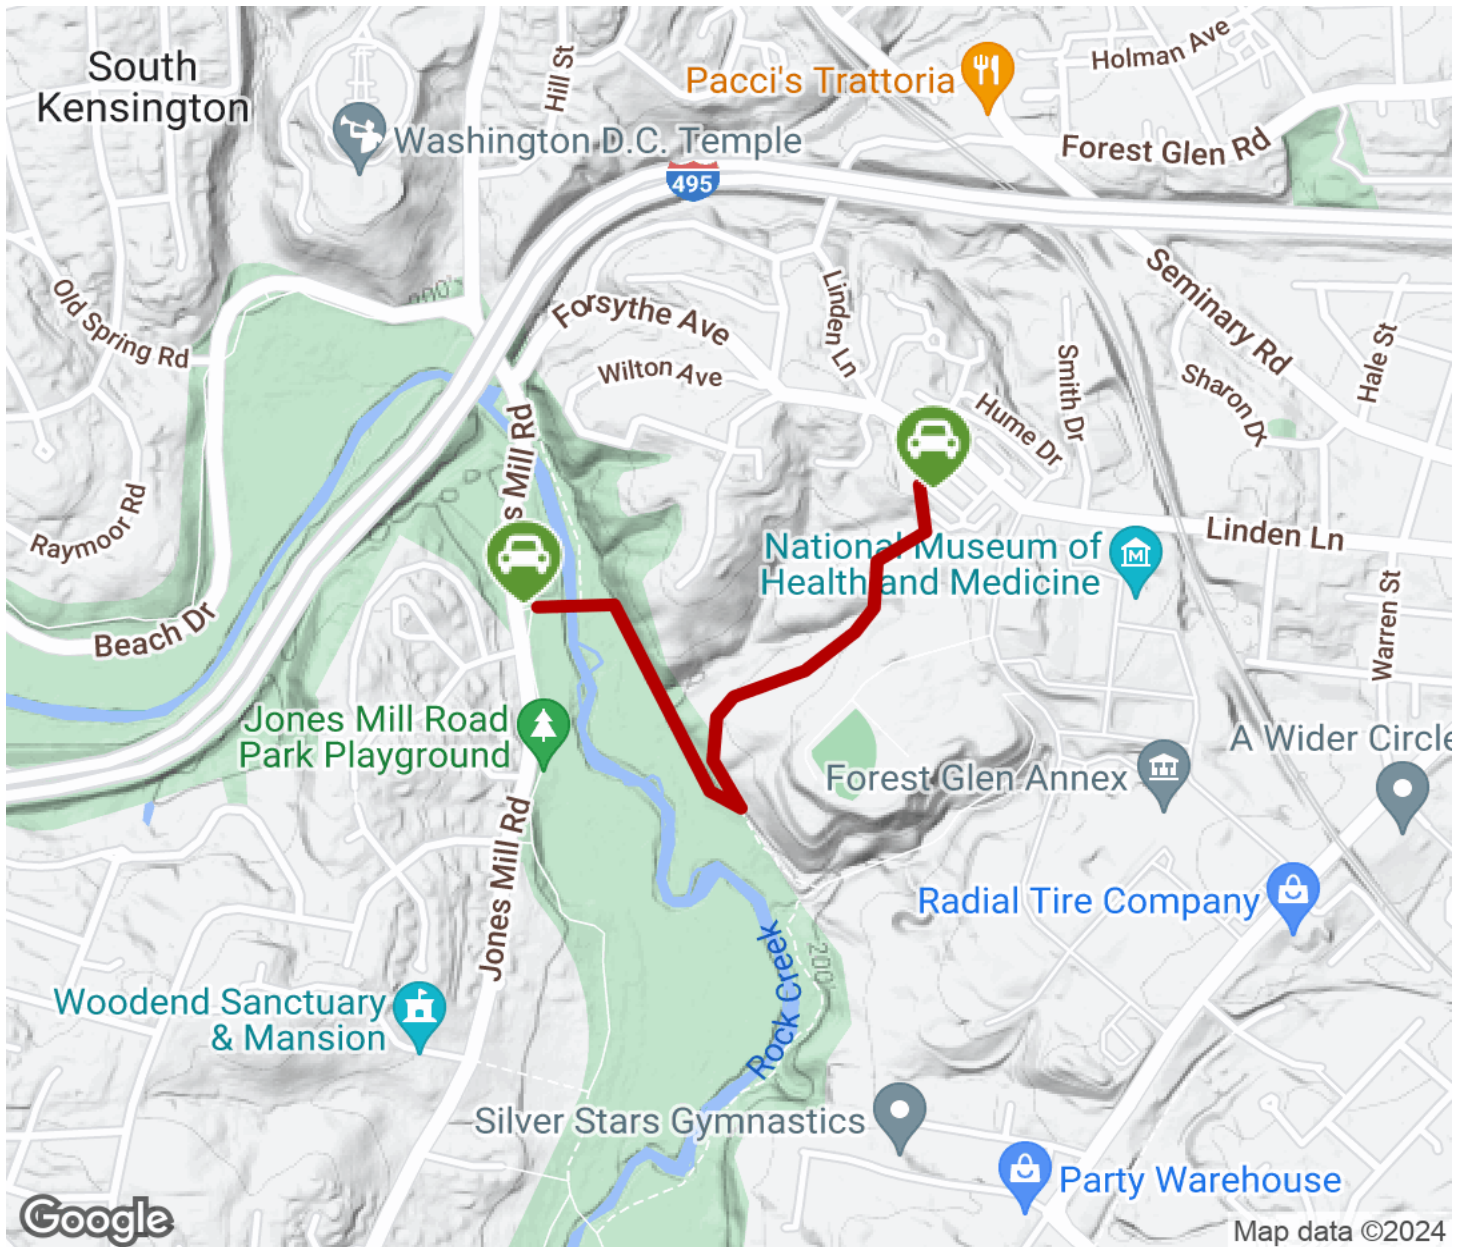 South
Kensington
Hill St
Pacci's Trattoria
Holman Ave
Washington D.C. Temple
495
Forest Glen Rd
Old Spring Rd
Forsythe Ave
Linden Ln
Seminary Rd
Hale St
Wilton Ave
Smith Dr
Sharon Dr
Hume Dr
s Mill Rd
Raymoor Rd
Beach Dr
National Museum of
Health and Medicine
Linden Ln
Warren St
Jones Mill Road
Park Playground
A Wider Circle
Forest Glen Annex
Jones Mill Rd
Radial Tire Company
200'
Rock Creek
Woodend Sanctuary
& Mansion
Silver Stars Gymnastics
Party Warehouse
Google
Map data ©2024